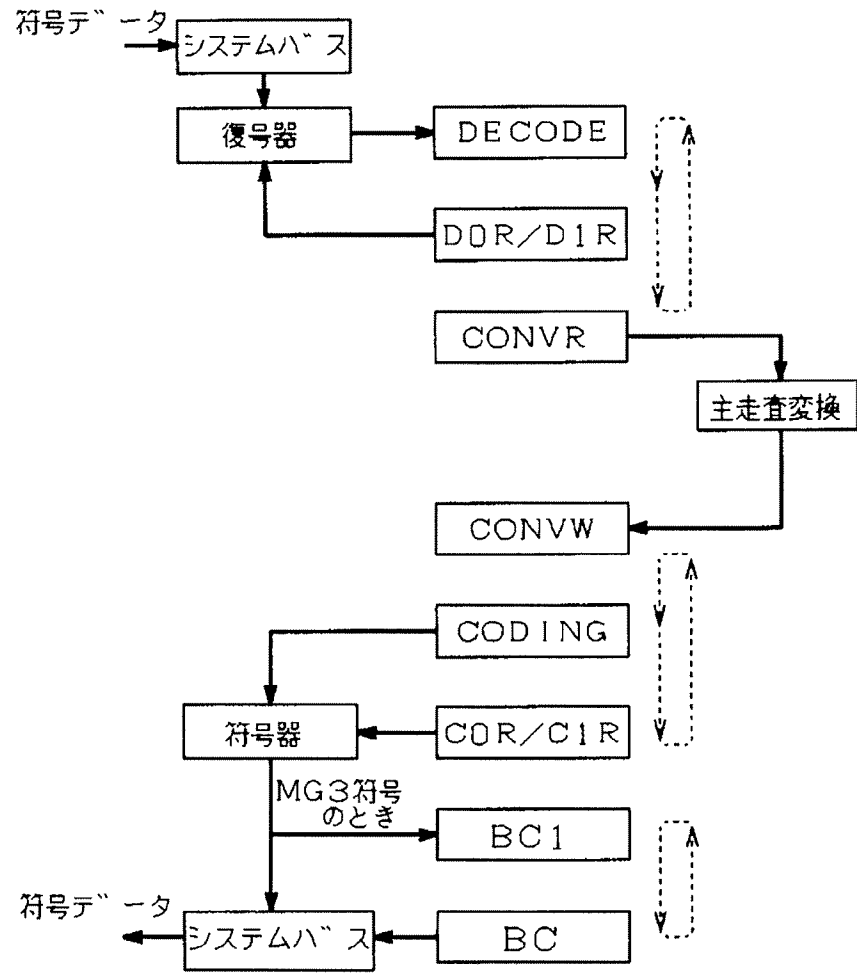 符号データ
システムバス
復号器
DECODE
D0R/D1R
CONVR
主走査変換
CONVW
CODING
符号器
C0R/C1R
MG3符号
のとき
BC1
符号データ
システムバス
BC